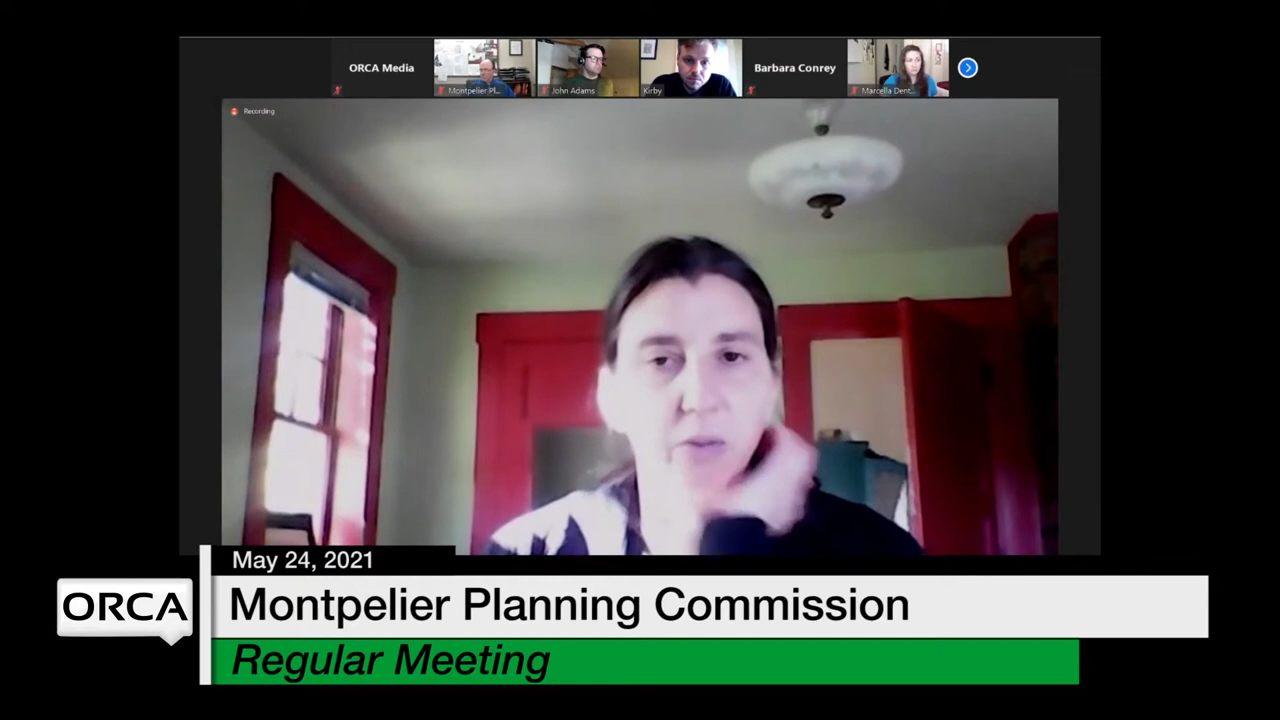 ORCA Media
Montpelier Pl...
John Adams
Kirby
Barbara Conrey
Marcella Dent...
Recording
May 24, 2021
ORCA
Montpelier Planning Commission
Regular Meeting